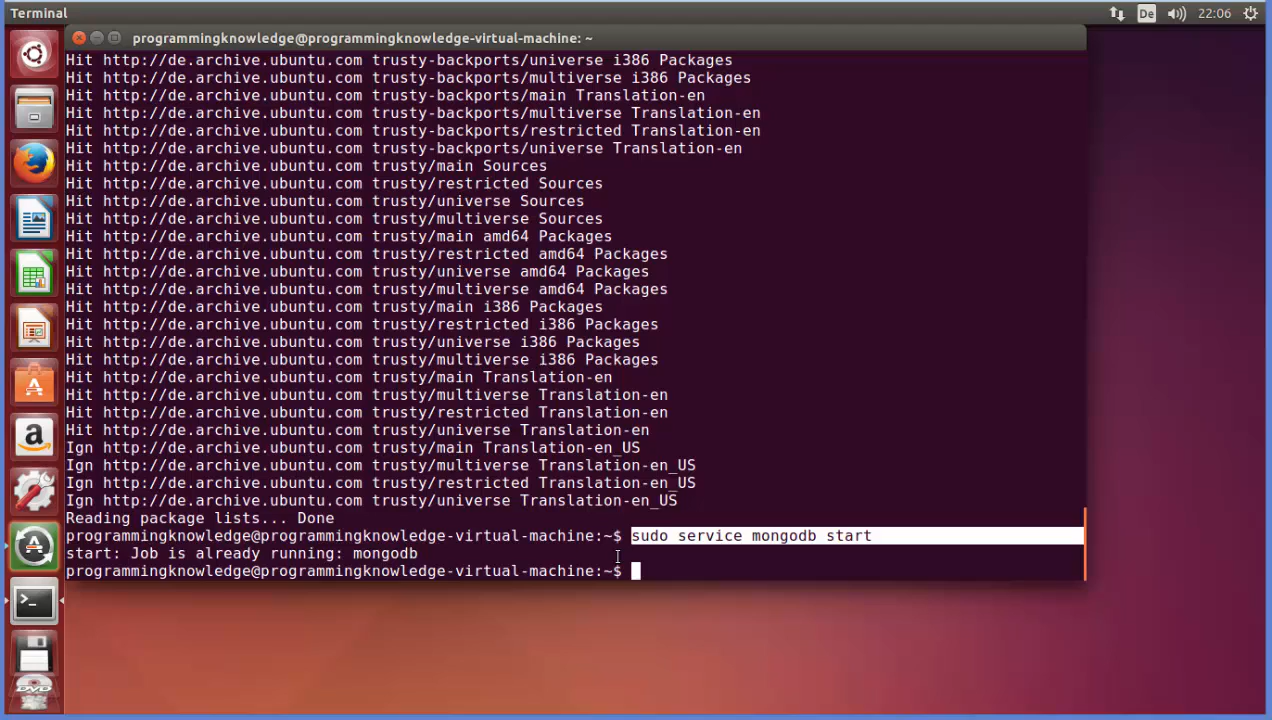 Terminal
De
22:06
programmingknowledge@programmingknowledge-virtual-machine: ~
Hit http://de.archive.ubuntu.com trusty-backports/universe i386 Packages
Hit http://de.archive.ubuntu.com trusty-backports/multiverse i386 Packages
Hit http://de.archive.ubuntu.com trusty-backports/main Translation-en
Hit http://de.archive.ubuntu.com trusty-backports/multiverse Translation-en
Hit http://de.archive.ubuntu.com trusty-backports/restricted Translation-en
Hit http://de.archive.ubuntu.com trusty-backports/universe Translation-en
Hit http://de.archive.ubuntu.com trusty/main Sources
Hit http://de.archive.ubuntu.com trusty/restricted Sources
Hit http://de.archive.ubuntu.com trusty/universe Sources
Hit http://de.archive.ubuntu.com trusty/multiverse Sources
Hit http://de.archive.ubuntu.com trusty/main amd64 Packages
Hit http://de.archive.ubuntu.com trusty/restricted amd64 Packages
Hit http://de.archive.ubuntu.com trusty/universe amd64 Packages
Hit http://de.archive.ubuntu.com trusty/multiverse amd64 Packages
Hit http://de.archive.ubuntu.com trusty/main i386 Packages
Hit http://de.archive.ubuntu.com trusty/restricted i386 Packages
Hit http://de.archive.ubuntu.com trusty/universe i386 Packages
Hit http://de.archive.ubuntu.com trusty/multiverse i386 Packages
Hit http://de.archive.ubuntu.com trusty/main Translation-en
Hit http://de.archive.ubuntu.com trusty/multiverse Translation-en
Hit http://de.archive.ubuntu.com trusty/restricted Translation-en
Hit http://de.archive.ubuntu.com trusty/universe Translation-en
Ign http://de.archive.ubuntu.com trusty/main Translation-en_US
Ign http://de.archive.ubuntu.com trusty/multiverse Translation-en_US
Ign http://de.archive.ubuntu.com trusty/restricted Translation-en_US
Ign http://de.archive.ubuntu.com trusty/universe Translation-en_US
Reading package lists... Done
programmingknowledge@programmingknowledge-virtual-machine:~$ sudo service mongodb start
start: Job is already running: mongodb
programmingknowledge@programmingknowledge-virtual-machine:~$
DVD